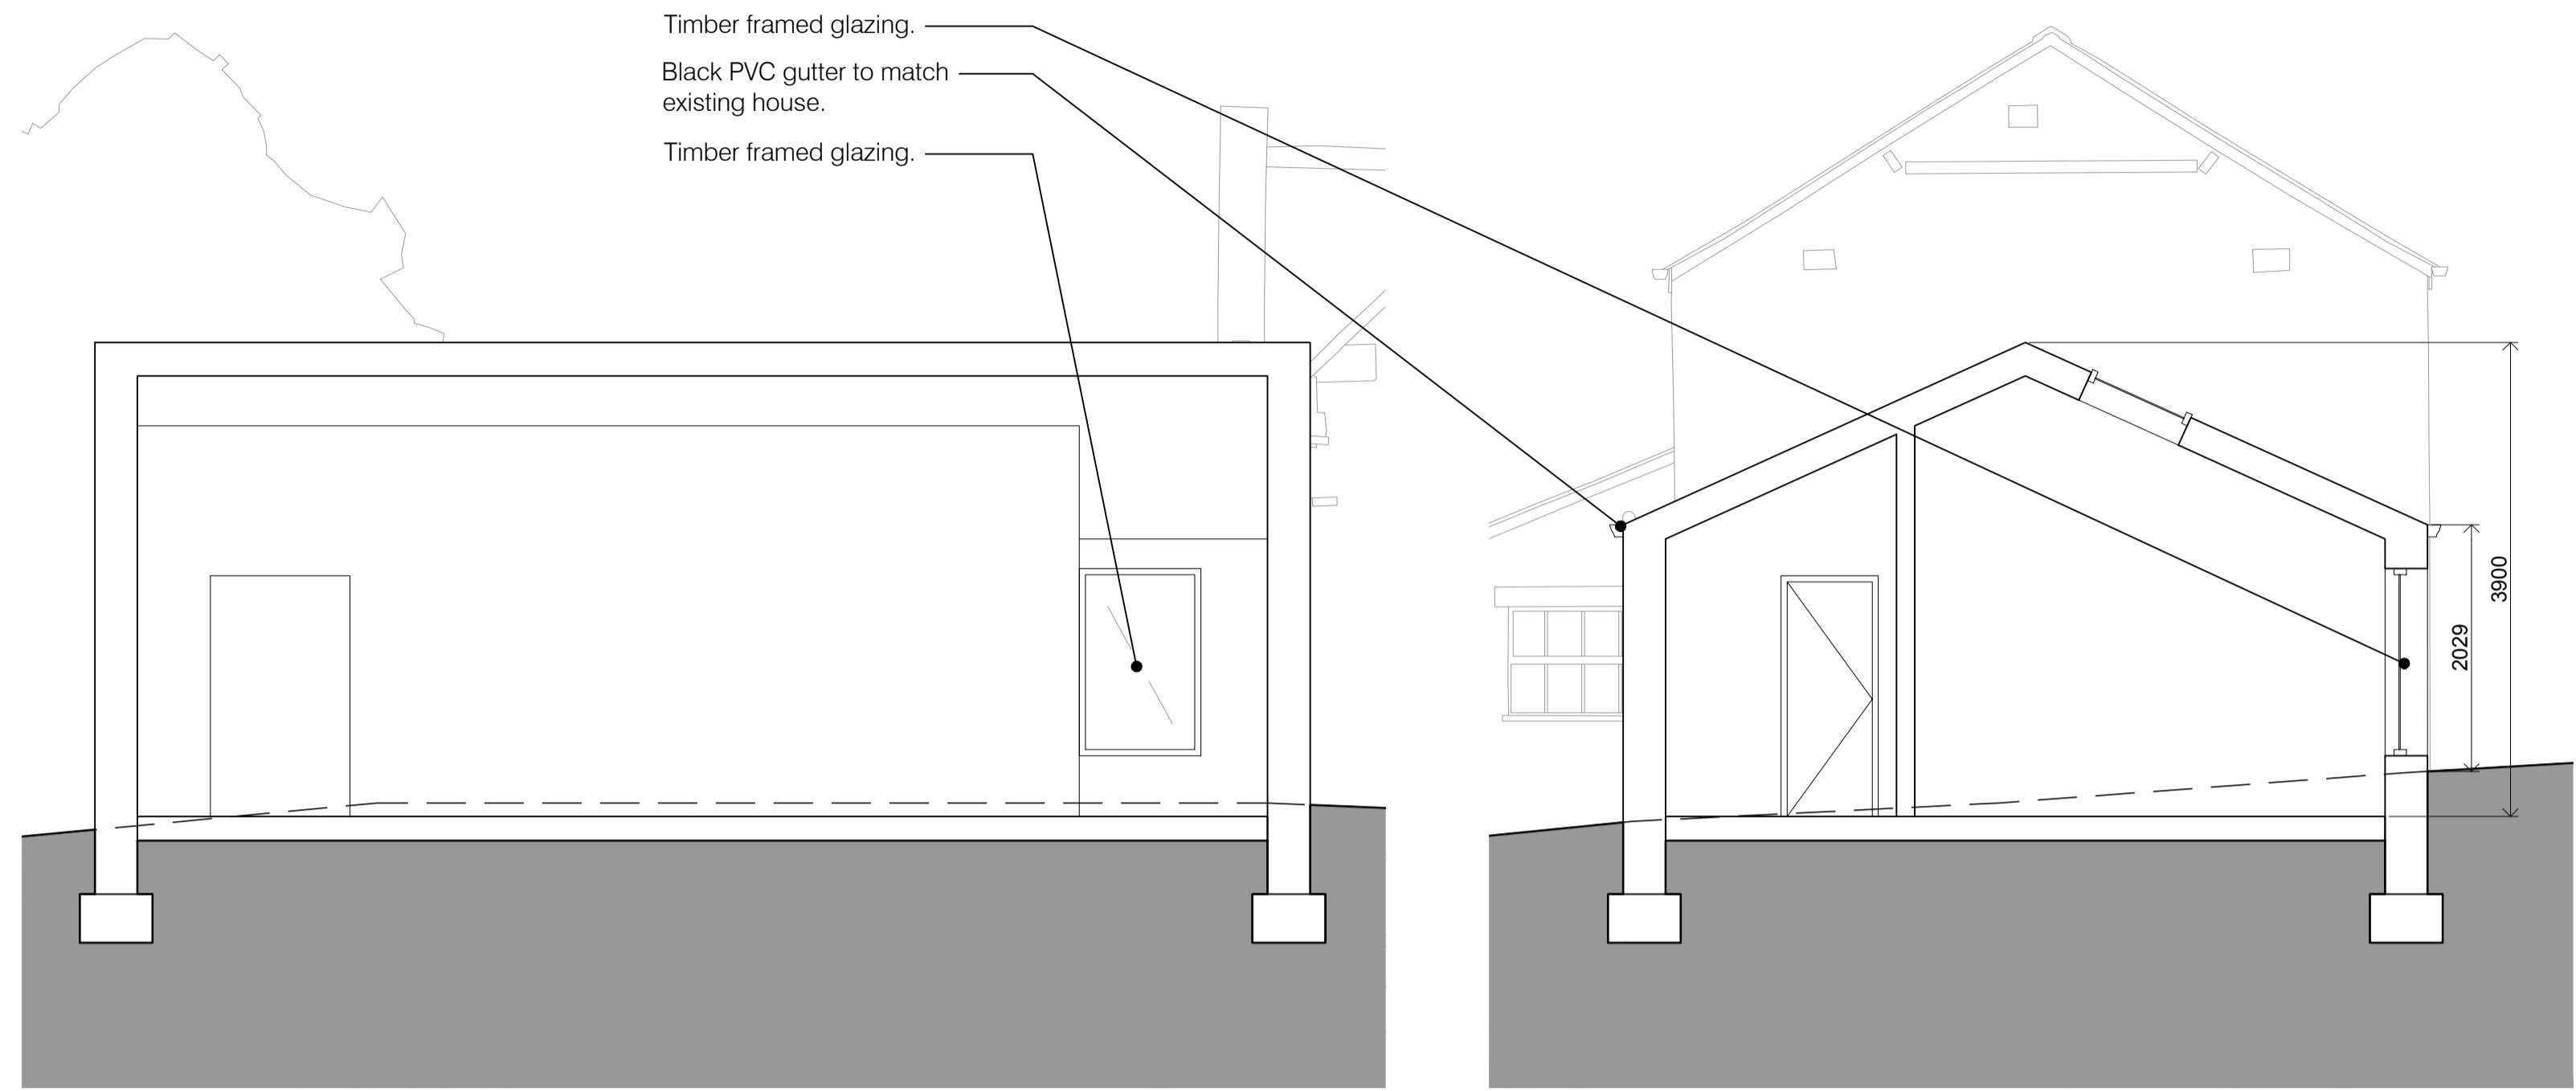 Timber framed glazing.
Black PVC gutter to match
existing house.
Timber framed glazing.
3900
2029